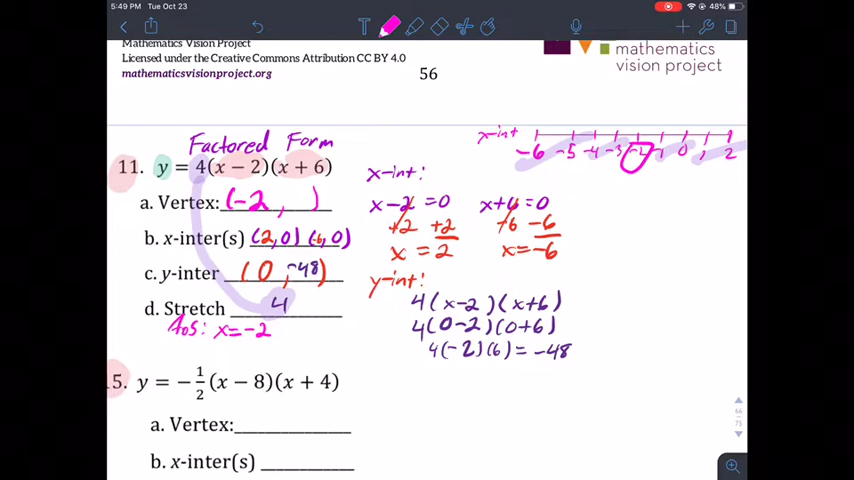 5:49 PM Tue Oct 23
48%
Mathematics Vision Project
Licensed under the Creative Commons Attribution CC BY 4.0
mathematicsvisionproject.org
56
mathematics
vision project
x-int
-6 -5 -4 -3 -2 -1 0 1 2
Factored Form
11. y = 4(x − 2)(x + 6)
a. Vertex: (-2, )
b. x-inter(s) (2,0) (-6,0)
c. y-inter (0, -48)
d. Stretch 4
AoS: x=-2
x-int:
x-2 =0 x+6=0
+2 +2 -6 -6
x = 2 x=-6
y-int:
4(x-2)(x+6)
4(0-2)(0+6)
4(-2)(6)=-48
15. y = −1/2(x − 8)(x + 4)
a. Vertex:
b. x-inter(s)
66
75